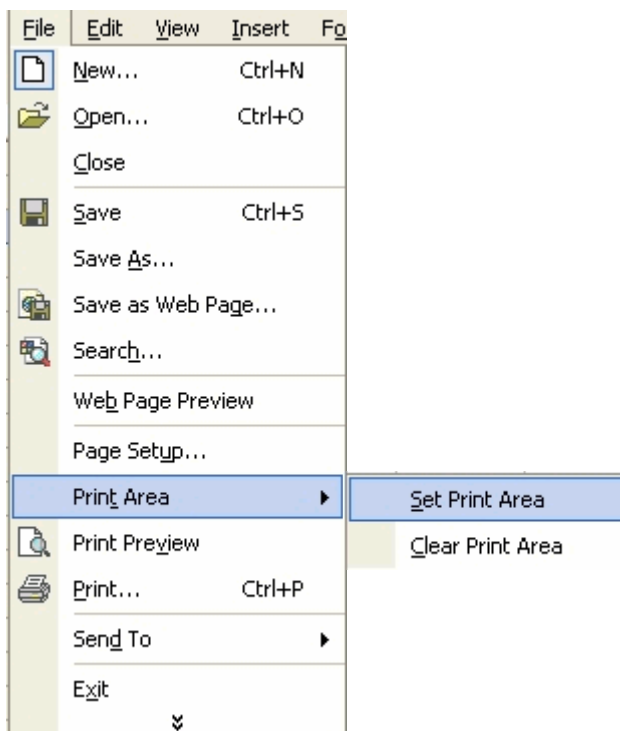 File Edit View Insert Fo
New... Ctrl+N
Open... Ctrl+O
Close
Save Ctrl+S
Save As...
Save as Web Page...
Search...
Web Page Preview
Page Setup...
Print Area Set Print Area
Print Preview Clear Print Area
Print... Ctrl+P
Send To
Exit